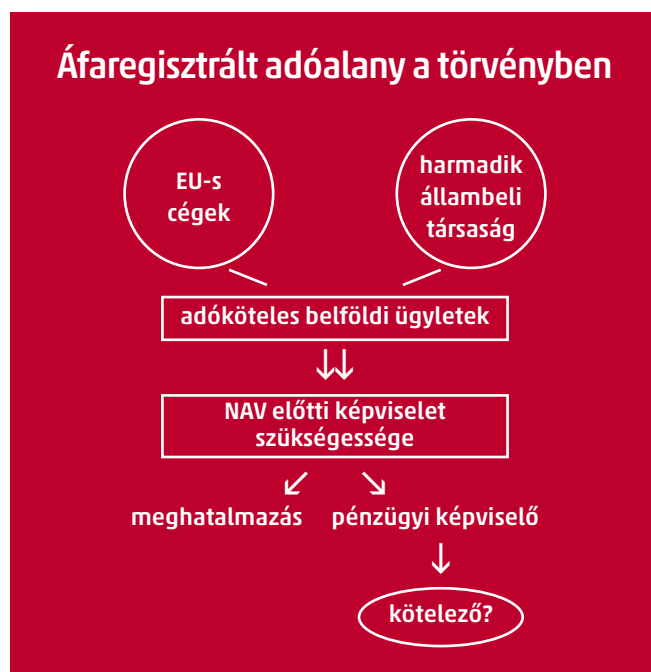 Áfaregisztrált adóalany a törvényben
EU-s
cégek
harmadik
állambeli
társaság
adóköteles belföldi ügyletek
NAV előtti képviselet
szükségessége
meghatalmazás
pénzügyi képviselő
kötelező?